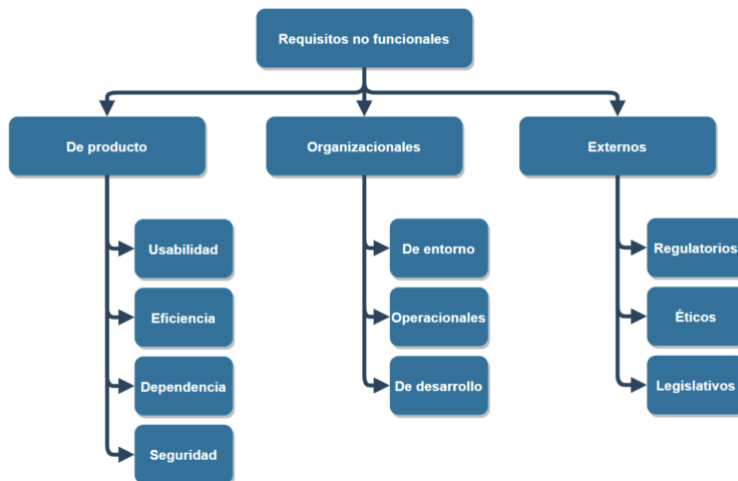 Requisitos no funcionales
De producto
Organizacionales
Externos
Usabilidad
De entorno
Regulatorios
Eficiencia
Operacionales
Éticos
Dependencia
De desarrollo
Legislativos
Seguridad